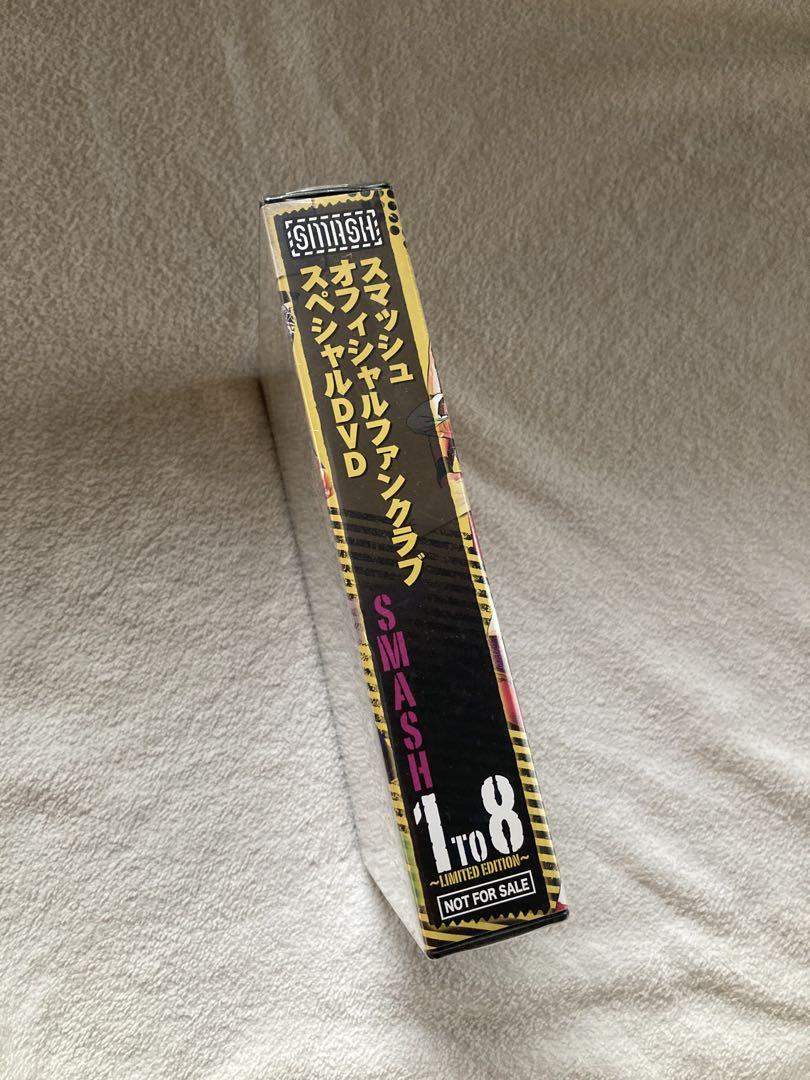 SMASH
スマッシュ
オフィシャルファンクラブ
スペシャルDVD
SMASH
1 TO 8
~LIMITED EDITION~
NOT FOR SALE